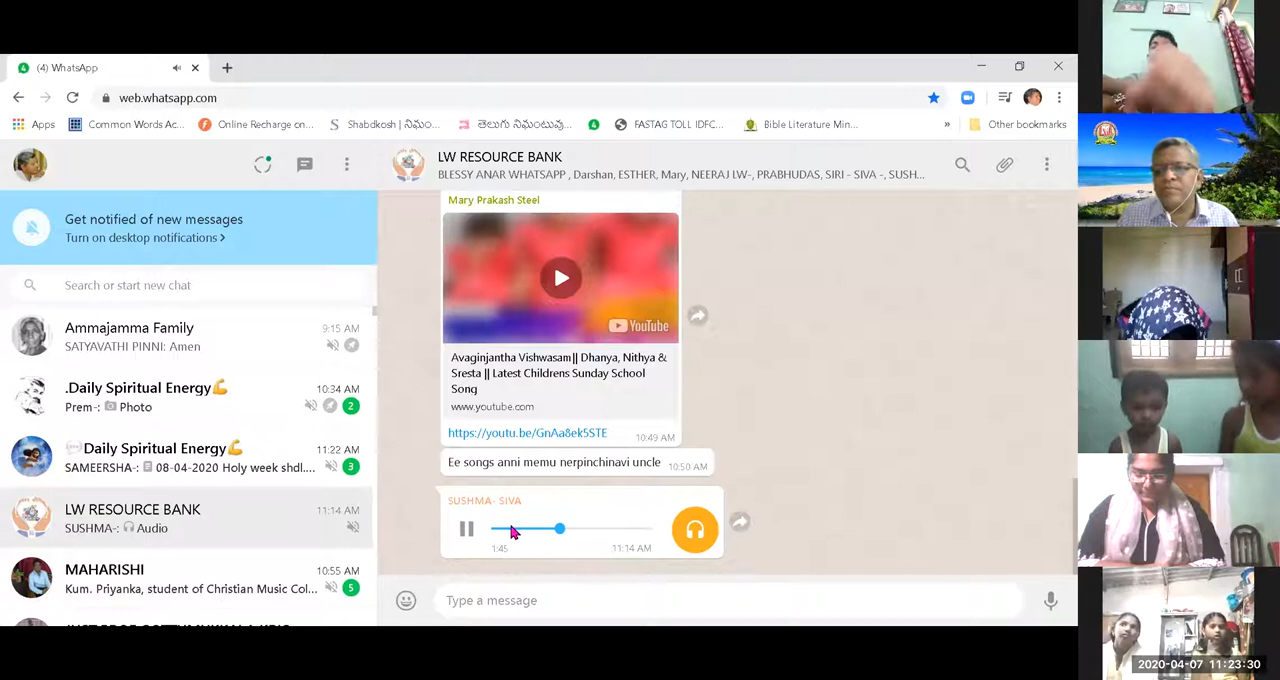 (4) WhatsApp
web.whatsapp.com
Apps
Common Words Ac...
Online Recharge on...
Shabdkosh | నిఘం...
తెలుగు నిఘంటువు...
FASTAG TOLL IDFC...
Bible Literature Min...
»
Other bookmarks
LW RESOURCE BANK
BLESSY ANAR WHATSAPP , Darshan, ESTHER, Mary, NEERAJ LW-, PRABHUDAS, SIRI - SIVA -, SUSH...
Get notified of new messages
Turn on desktop notifications >
Search or start new chat
Ammajamma Family
9:15 AM
SATYAVATHI PINNI: Amen
.Daily Spiritual Energy💪
10:34 AM
Prem-: Photo
2
Daily Spiritual Energy💪
11:22 AM
SAMEERSHA-: 08-04-2020 Holy week shdl....
3
LW RESOURCE BANK
11:14 AM
SUSHMA-: Audio
MAHARISHI
10:55 AM
Kum. Priyanka, student of Christian Music Col...
5
Mary Prakash Steel
YouTube
Avaginjantha Vishwasam|| Dhanya, Nithya &
Sresta || Latest Childrens Sunday School
Song
www.youtube.com
https://youtu.be/GnAa8ek5STE
10:49 AM
Ee songs anni memu nerpinchinavi uncle
10:50 AM
SUSHMA- SIVA
1:45
11:14 AM
Type a message
2020-04-07 11:23:30